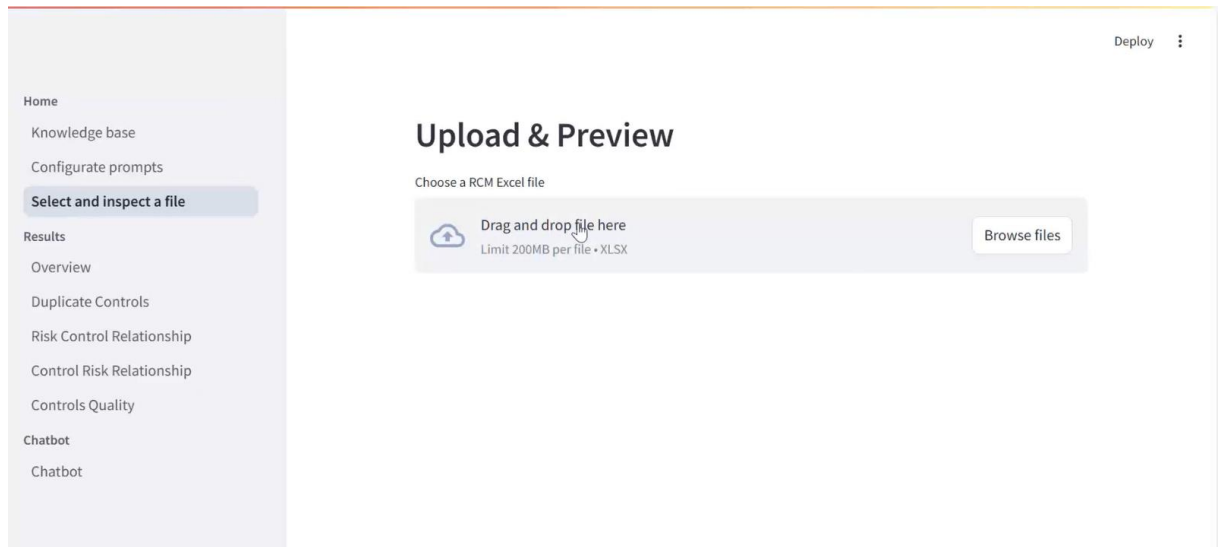 Deploy
Home
Knowledge base
Configurate prompts
Select and inspect a file
Results
Overview
Duplicate Controls
Risk Control Relationship
Control Risk Relationship
Controls Quality
Chatbot
Chatbot
Upload & Preview
Choose a RCM Excel file
Drag and drop file here
Limit 200MB per file • XLSX
Browse files